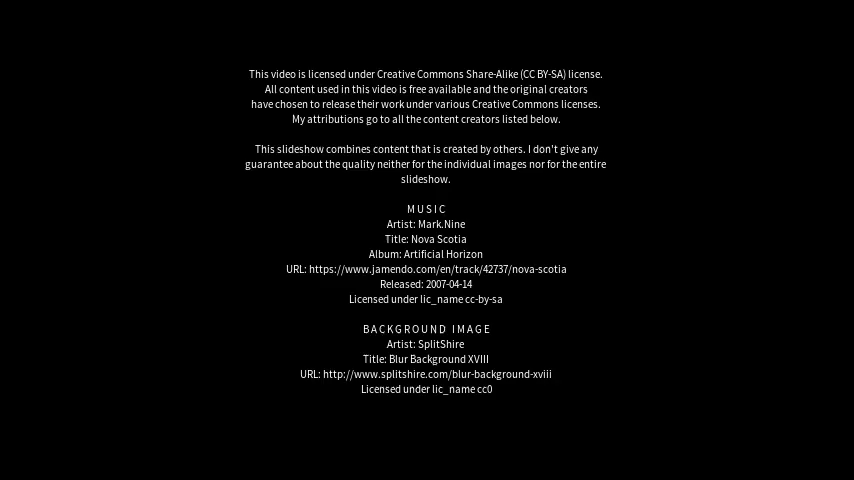 This video is licensed under Creative Commons Share-Alike (CC BY-SA) license.
All content used in this video is free available and the original creators
have chosen to release their work under various Creative Commons licenses.
My attributions go to all the content creators listed below.
This slideshow combines content that is created by others. I don't give any
guarantee about the quality neither for the individual images nor for the entire
slideshow.
MUSIC
Artist: Mark.Nine
Title: Nova Scotia
Album: Artificial Horizon
URL: https://www.jamendo.com/en/track/42737/nova-scotia
Released: 2007-04-14
Licensed under lic_name cc-by-sa
BACKGROUND IMAGE
Artist: SplitShire
Title: Blur Background XVIII
URL: http://www.splitshire.com/blur-background-xviii
Licensed under lic_name cc0